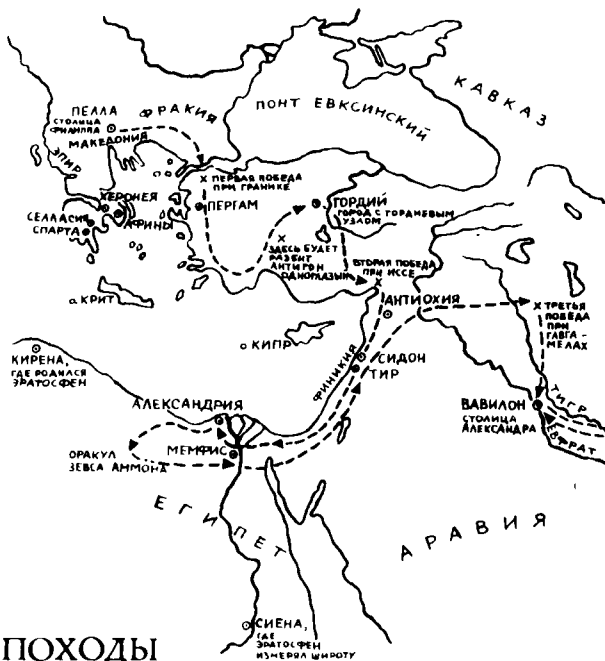 КАВКАЗ
ПЕЛЛА
СТОЛИЦА
ФИЛИППА
ФРАКИЯ
ПОНТ ЕВКСИНСКИЙ
МАКЕДОНИЯ
ЭПИР
ПЕРВАЯ ПОБЕДА
ПРИ ГРАНИКЕ
ХЕРОНЕЯ
ПЕРГАМ
ГОРДИЙ
ГОРОД С ГОРДИЕВЫМ
УЗЛОМ
СЕЛЛАСИЯ
АФИНЫ
СПАРТА
ЗДЕСЬ БУДЕТ
РАЗБИТ
АНТИГОН
ОДНОГЛАЗЫЙ
ВТОРАЯ ПОБЕДА
ПРИ ИССЕ
КРИТ
АНТИОХИЯ
ТРЕТЬЯ
ПОБЕДА
ПРИ
ГАВГА-
МЕЛАХ
КИПР
КИРЕНА,
ГДЕ РОДИЛСЯ
ЭРАТОСФЕН
ФИНИКИЯ
СИДОН
ТИР
АЛЕКСАНДРИЯ
ВАВИЛОН
СТОЛИЦА
АЛЕКСАНДРА
ТИГР
ЕВФРАТ
ОРАКУЛ
ЗЕВСА АММОНА
МЕМФИС
ЕГИПЕТ
АРАВИЯ
СИЕНА,
ГДЕ
ЭРАТОСФЕН
ИЗМЕРЯЛ ШИРОТУ
ПОХОДЫ